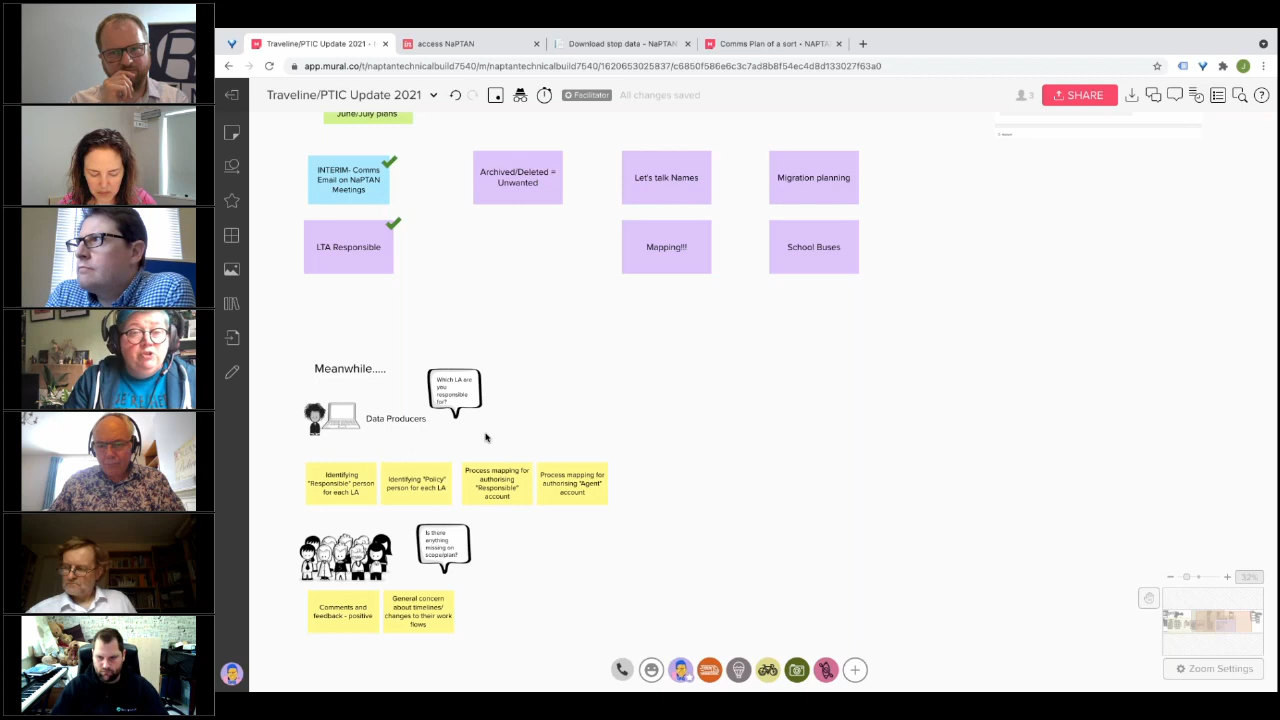 Traveline/PTIC Update 2021 - I
access NaPTAN
Download stop data – NaPTAN
Comms Plan of a sort • NAPTA
app.mural.co/t/naptantechnicalbuild7540/m/naptantechnicalbuild7540/1620653025837/c6850f586e6c3c7ad8b8f54ec4d8d133027f63a0
J
Traveline/PTIC Update 2021
Facilitator
All changes saved
3
SHARE
June/July plans
INTERIM- Comms
Email on NaPTAN
Meetings
Archived/Deleted =
Unwanted
Let's talk Names
Migration planning
LTA Responsible
Mapping!!!
School Buses
Meanwhile.....
Which LA are
you
responsible
for?
Data Producers
Identifying
"Responsible" person
for each LA
Identifying "Policy"
person for each LA
Process mapping for
authorising
"Responsible"
account
Process mapping for
authorising "Agent"
account
Is there
anything
missing on
scope/plan?
Comments and
feedback - positive
General concern
about timelines/
changes to their work
flows
32%
Zoom Settings